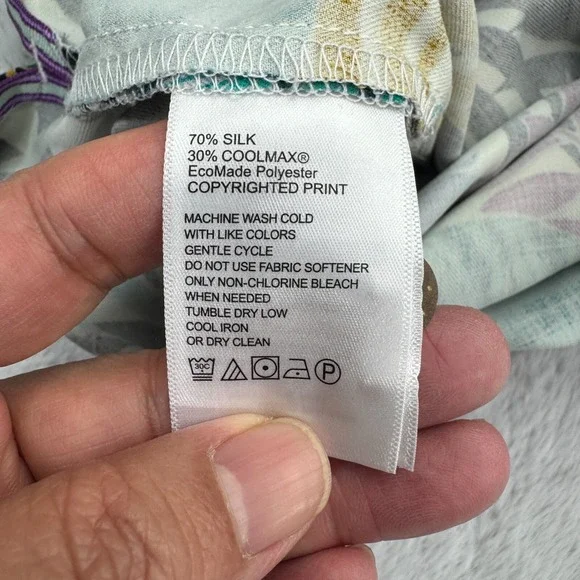 70% SILK
30% COOLMAX®
EcoMade Polyester
COPYRIGHTED PRINT
MACHINE WASH COLD
WITH LIKE COLORS
GENTLE CYCLE
DO NOT USE FABRIC SOFTENER
ONLY NON-CHLORINE BLEACH
WHEN NEEDED
TUMBLE DRY LOW
COOL IRON
OR DRY CLEAN
30C P